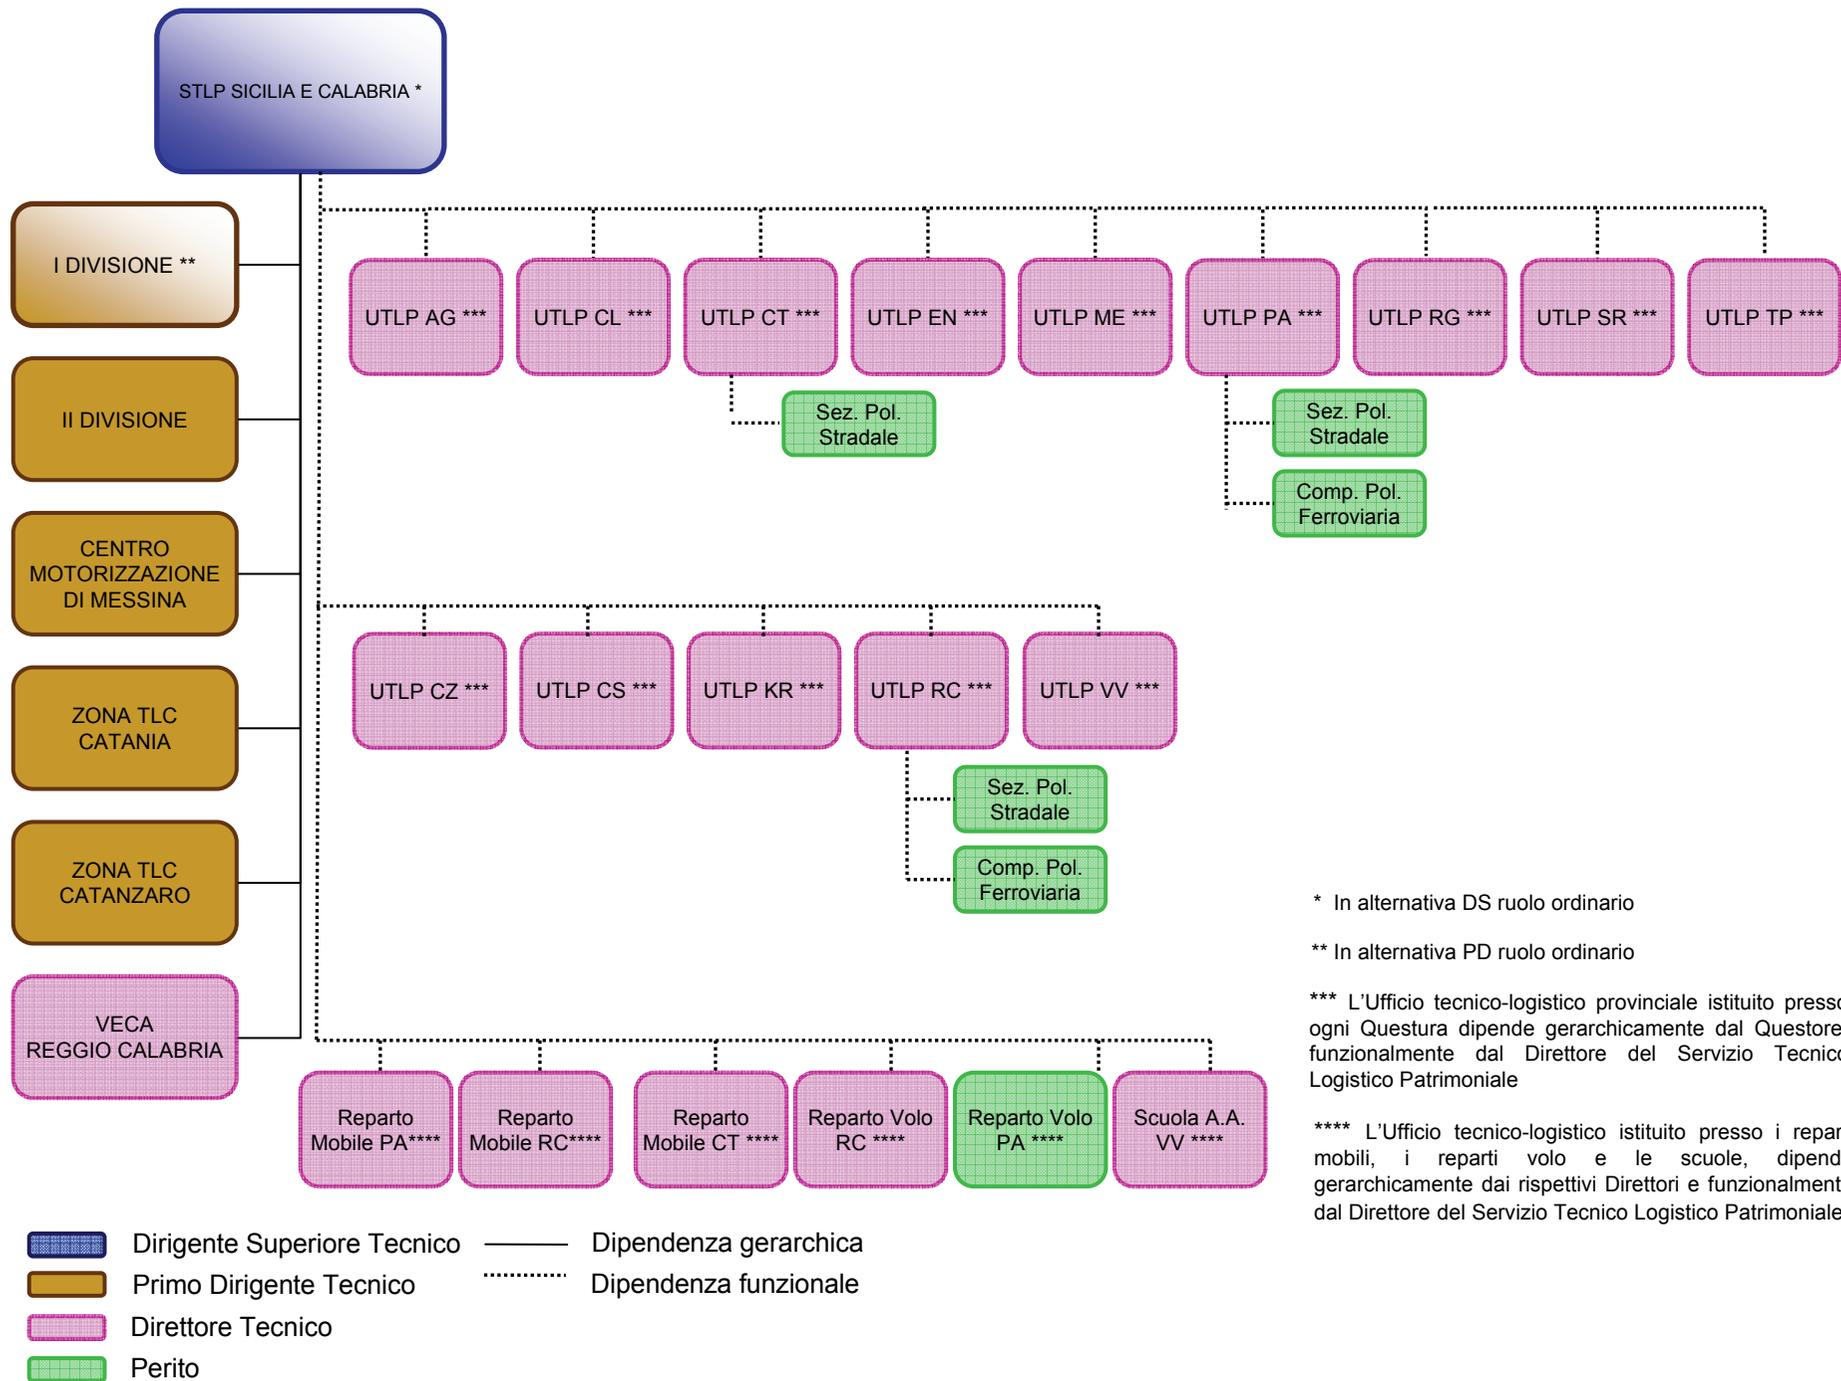 STLP SICILIA E CALABRIA *
I DIVISIONE **
II DIVISIONE
CENTRO
MOTORIZZAZIONE
DI MESSINA
ZONA TLC
CATANIA
ZONA TLC
CATANZARO
VECA
REGGIO CALABRIA
UTLP AG ***
UTLP CL ***
UTLP CT ***
UTLP EN ***
UTLP ME ***
UTLP PA ***
UTLP RG ***
UTLP SR ***
UTLP TP ***
Sez. Pol.
Stradale
Sez. Pol.
Stradale
Comp. Pol.
Ferroviaria
UTLP CZ ***
UTLP CS ***
UTLP KR ***
UTLP RC ***
UTLP VV ***
Sez. Pol.
Stradale
Comp. Pol.
Ferroviaria
Reparto
Mobile PA****
Reparto
Mobile RC****
Reparto
Mobile CT ****
Reparto Volo
RC ****
Reparto Volo
PA ****
Scuola A.A.
VV ****
* In alternativa DS ruolo ordinario
** In alternativa PD ruolo ordinario
*** L'Ufficio tecnico-logistico provinciale istituito presso
ogni Questura dipende gerarchicamente dal Questore
funzionalmente dal Direttore del Servizio Tecnico
Logistico Patrimoniale
**** L'Ufficio tecnico-logistico istituito presso i repar
mobili, i reparti volo e le scuole, dipend
gerarchicamente dai rispettivi Direttori e funzionalment
dal Direttore del Servizio Tecnico Logistico Patrimoniale
Dirigente Superiore Tecnico
Primo Dirigente Tecnico
Direttore Tecnico
Perito
Dipendenza gerarchica
Dipendenza funzionale